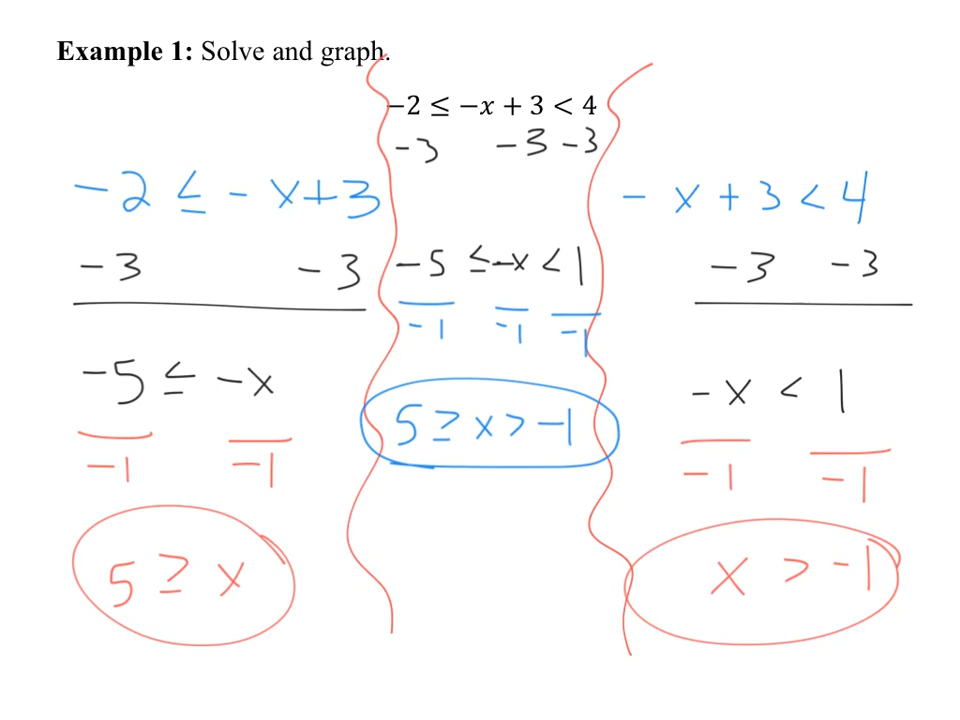 Example 1: Solve and graph.
−2 ≤ −x + 3 < 4
-3 -3 -3
-2 ≤ - x+3
-3 -3
-5 ≤ -x
-1 -1
5 ≥ x
-5 ≤ -x < 1
-1 -1 -1
5 ≥ x > -1
- x + 3 < 4
-3 -3
- x < 1
-1 -1
x > -1